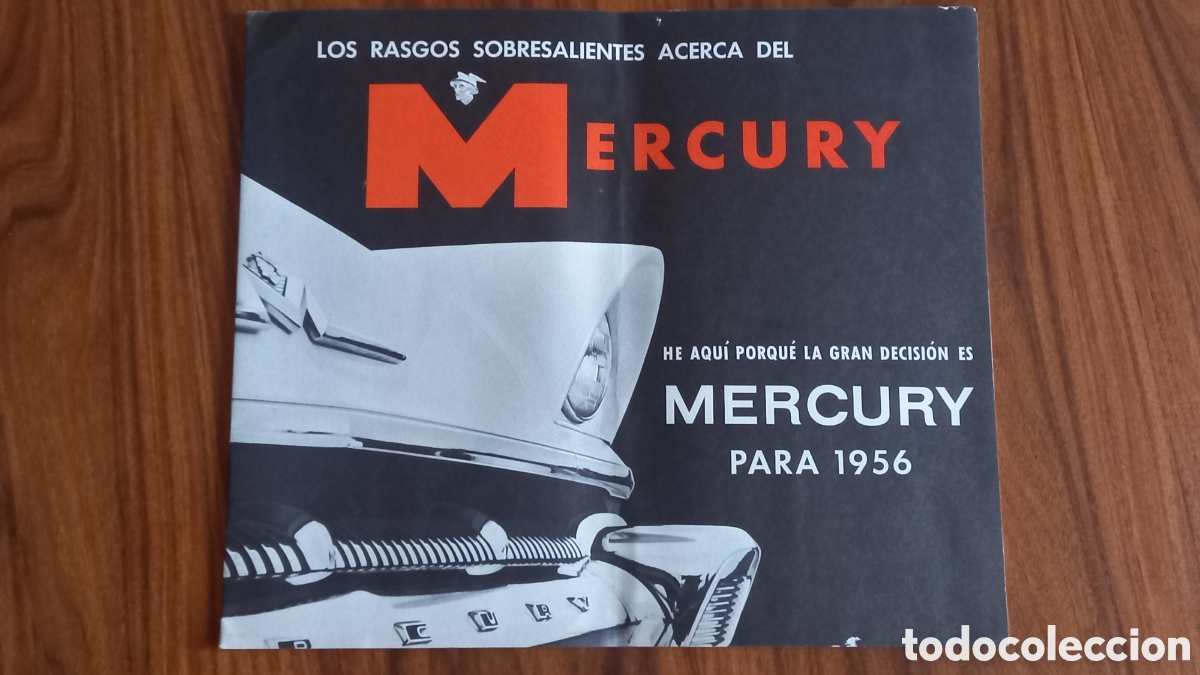 LOS RASGOS SOBRESALIENTES ACERCA DEL
MERCURY
HE AQUÍ PORQUÉ LA GRAN DECISIÓN ES
MERCURY
PARA 1956
R C U R Y
todocoleccion